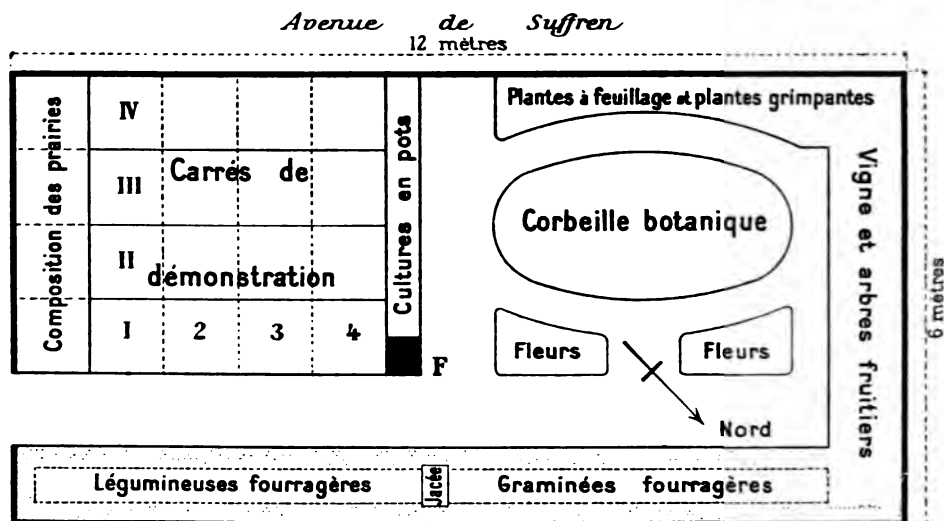 Avenue de Suffren
12 mètres
Composition des prairies
IV
III
II
I 2 3 4
Carrés de
démonstration
Cultures en pots
F
Plantes à feuillage et plantes grimpantes
Corbeille botanique
Fleurs
Fleurs
Nord
Vigne et arbres fruitiers
6 mètres
Légumineuses fourragères
Jacée
Graminées fourragères